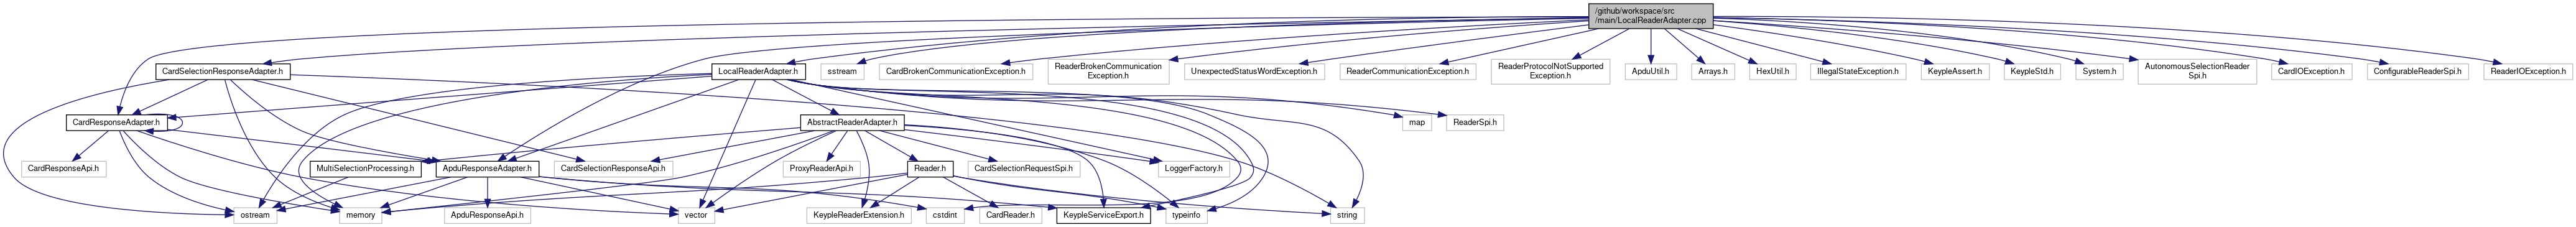 /github/workspace/src
/main/LocalReaderAdapter.cpp
CardSelectionResponseAdapter.h
LocalReaderAdapter.h
sstream
CardBrokenCommunicationException.h
ReaderBrokenCommunication
Exception.h
UnexpectedStatusWordException.h
ReaderCommunicationException.h
ReaderProtocolNotSupported
Exception.h
ApduUtil.h
Arrays.h
HexUtil.h
IllegalStateException.h
KeypleAssert.h
KeypleStd.h
System.h
AutonomousSelectionReader
Spi.h
CardIOException.h
ConfigurableReaderSpi.h
ReaderIOException.h
CardResponseAdapter.h
AbstractReaderAdapter.h
map
ReaderSpi.h
CardResponseApi.h
MultiSelectionProcessing.h
ApduResponseAdapter.h
CardSelectionResponseApi.h
ProxyReaderApi.h
Reader.h
CardSelectionRequestSpi.h
LoggerFactory.h
ostream
memory
ApduResponseApi.h
vector
KeypleReaderExtension.h
cstdint
CardReader.h
KeypleServiceExport.h
typeinfo
string